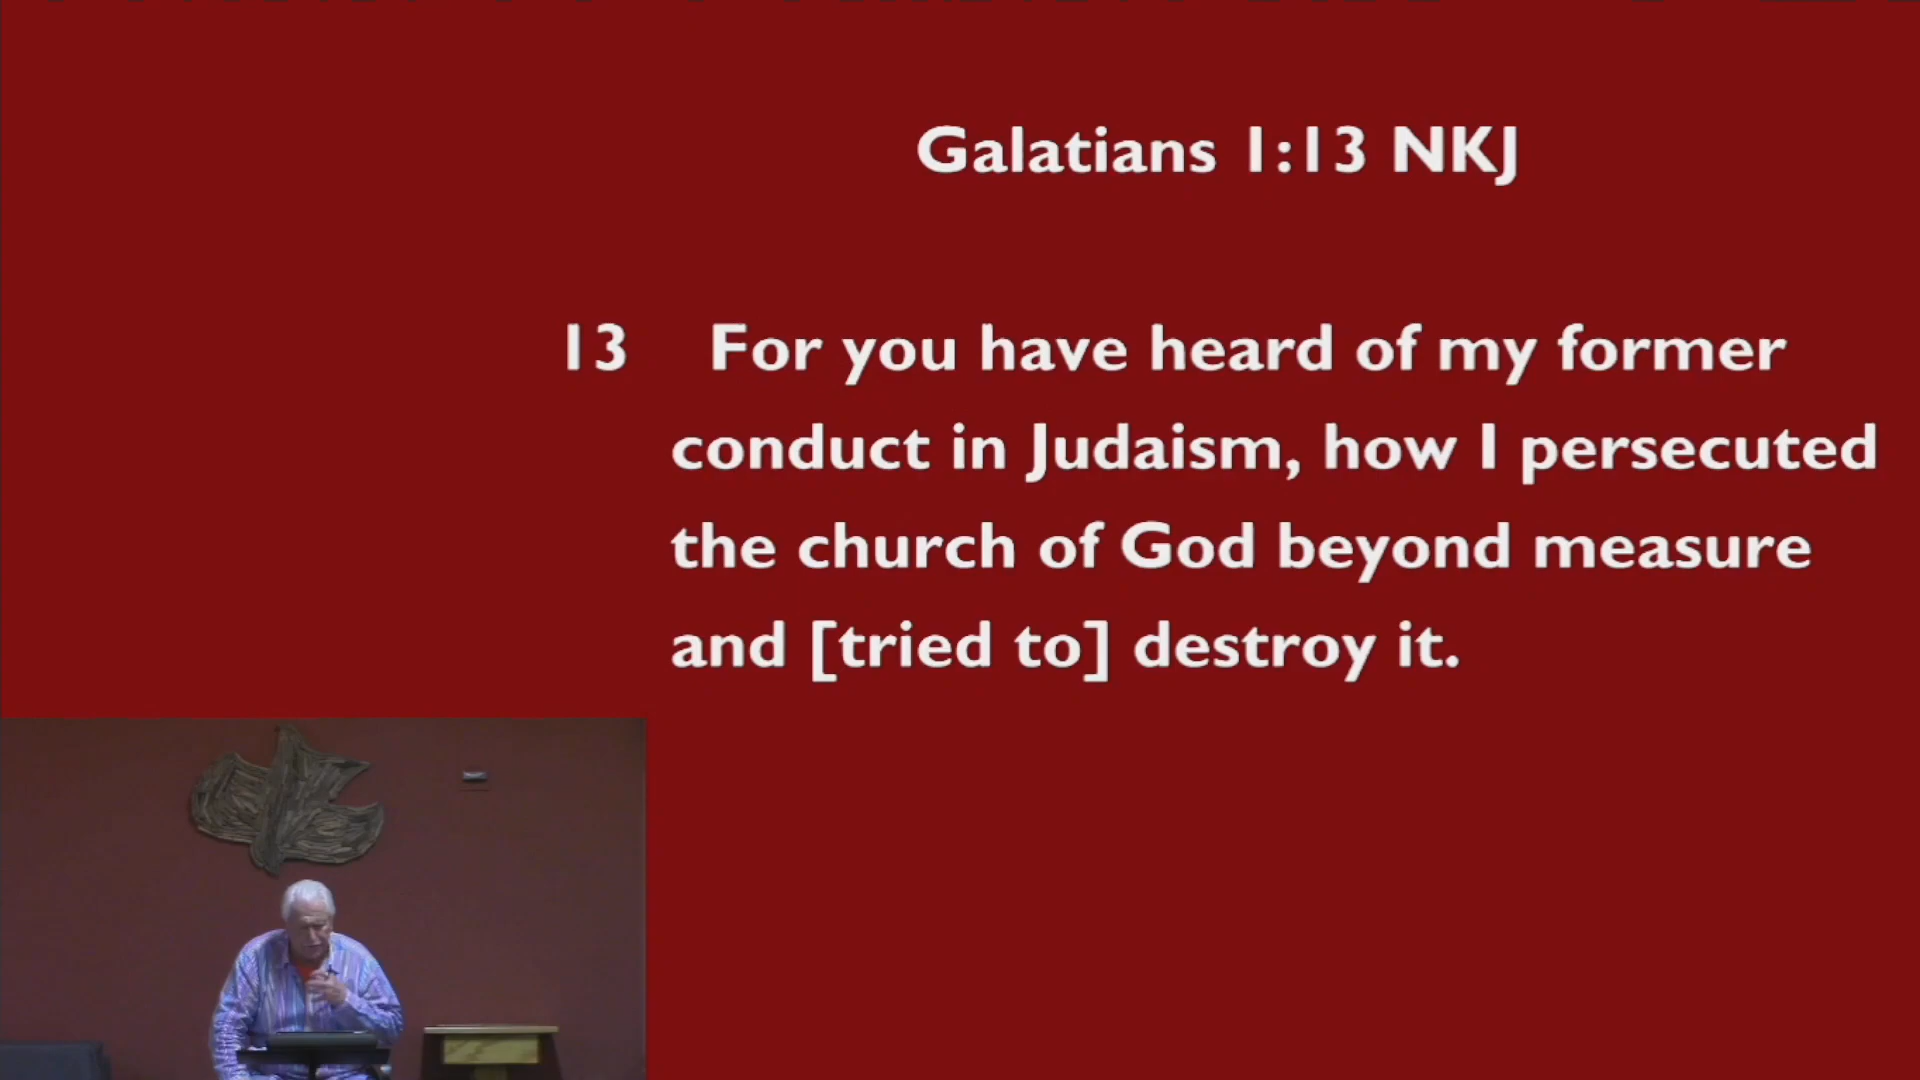 Galatians 1:13 NKJ
13 For you have heard of my former
conduct in Judaism, how I persecuted
the church of God beyond measure
and [tried to] destroy it.